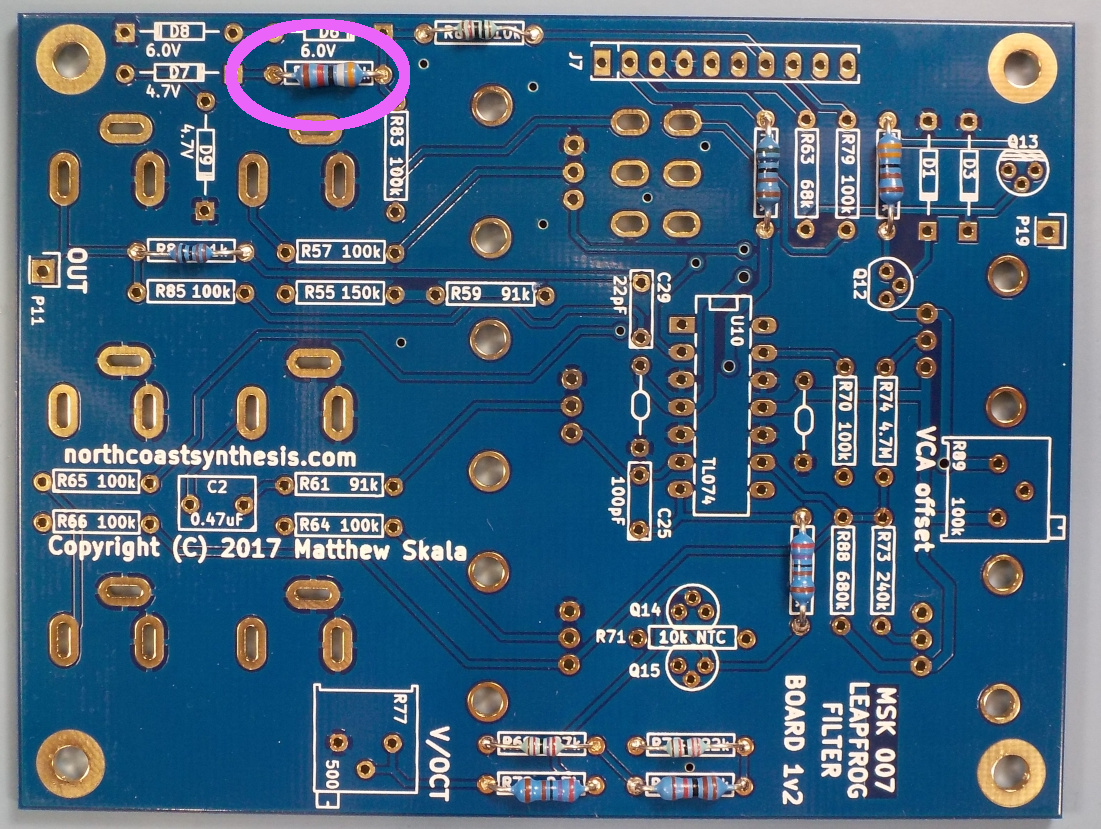 D8
6.0V
D6
6.0V
D7
4.7V
4.7V
D9
R83 100k
J7
R63 68k
R79 100k
D1
D3
Q13
P19
OUT
P11
R57 100k
R85 100k
R55 150k
R59 91k
C29
22pF
U10
TL074
Q12
R70 100k
R74 4.7M
VCA offset
R89
100k
northcoastsynthesis.com
R65 100k
R66 100k
C2
0.47uF
R61 91k
R64 100k
Copyright (C) 2017 Matthew Skala
100pF
C25
R88 680k
R73 240k
Q14
R71 10k NTC
Q15
R77
500
V/OCT
MSK 007
LEAPFROG
FILTER
BOARD 1v2